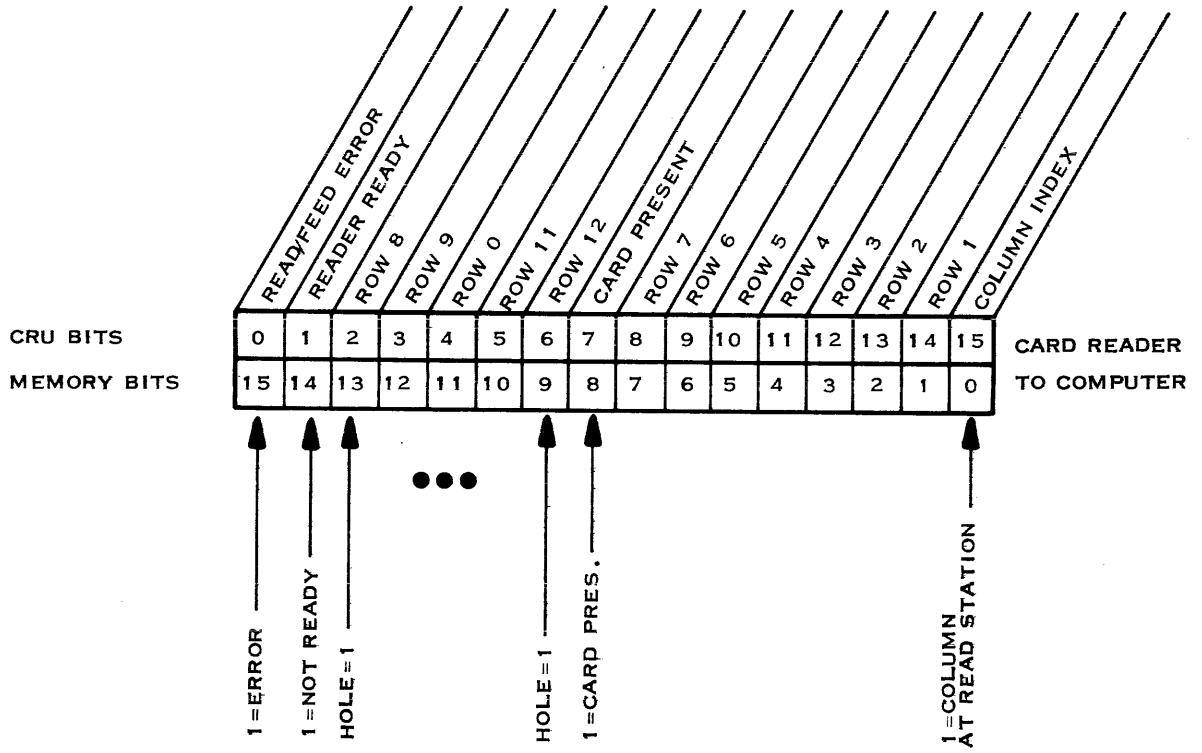 READ/FEED ERROR
READER READY
ROW 8
ROW 9
ROW 0
ROW 11
ROW 12
CARD PRESENT
ROW 7
ROW 6
ROW 5
ROW 4
ROW 3
ROW 2
ROW 1
COLUMN INDEX
CRU BITS 0 1 2 3 4 5 6 7 8 9 10 11 12 13 14 15 CARD READER
MEMORY BITS 15 14 13 12 11 10 9 8 7 6 5 4 3 2 1 0 TO COMPUTER
1=ERROR
1=NOT READY
HOLE=1
HOLE=1
1=CARD PRES.
1=COLUMN
AT READ STATION